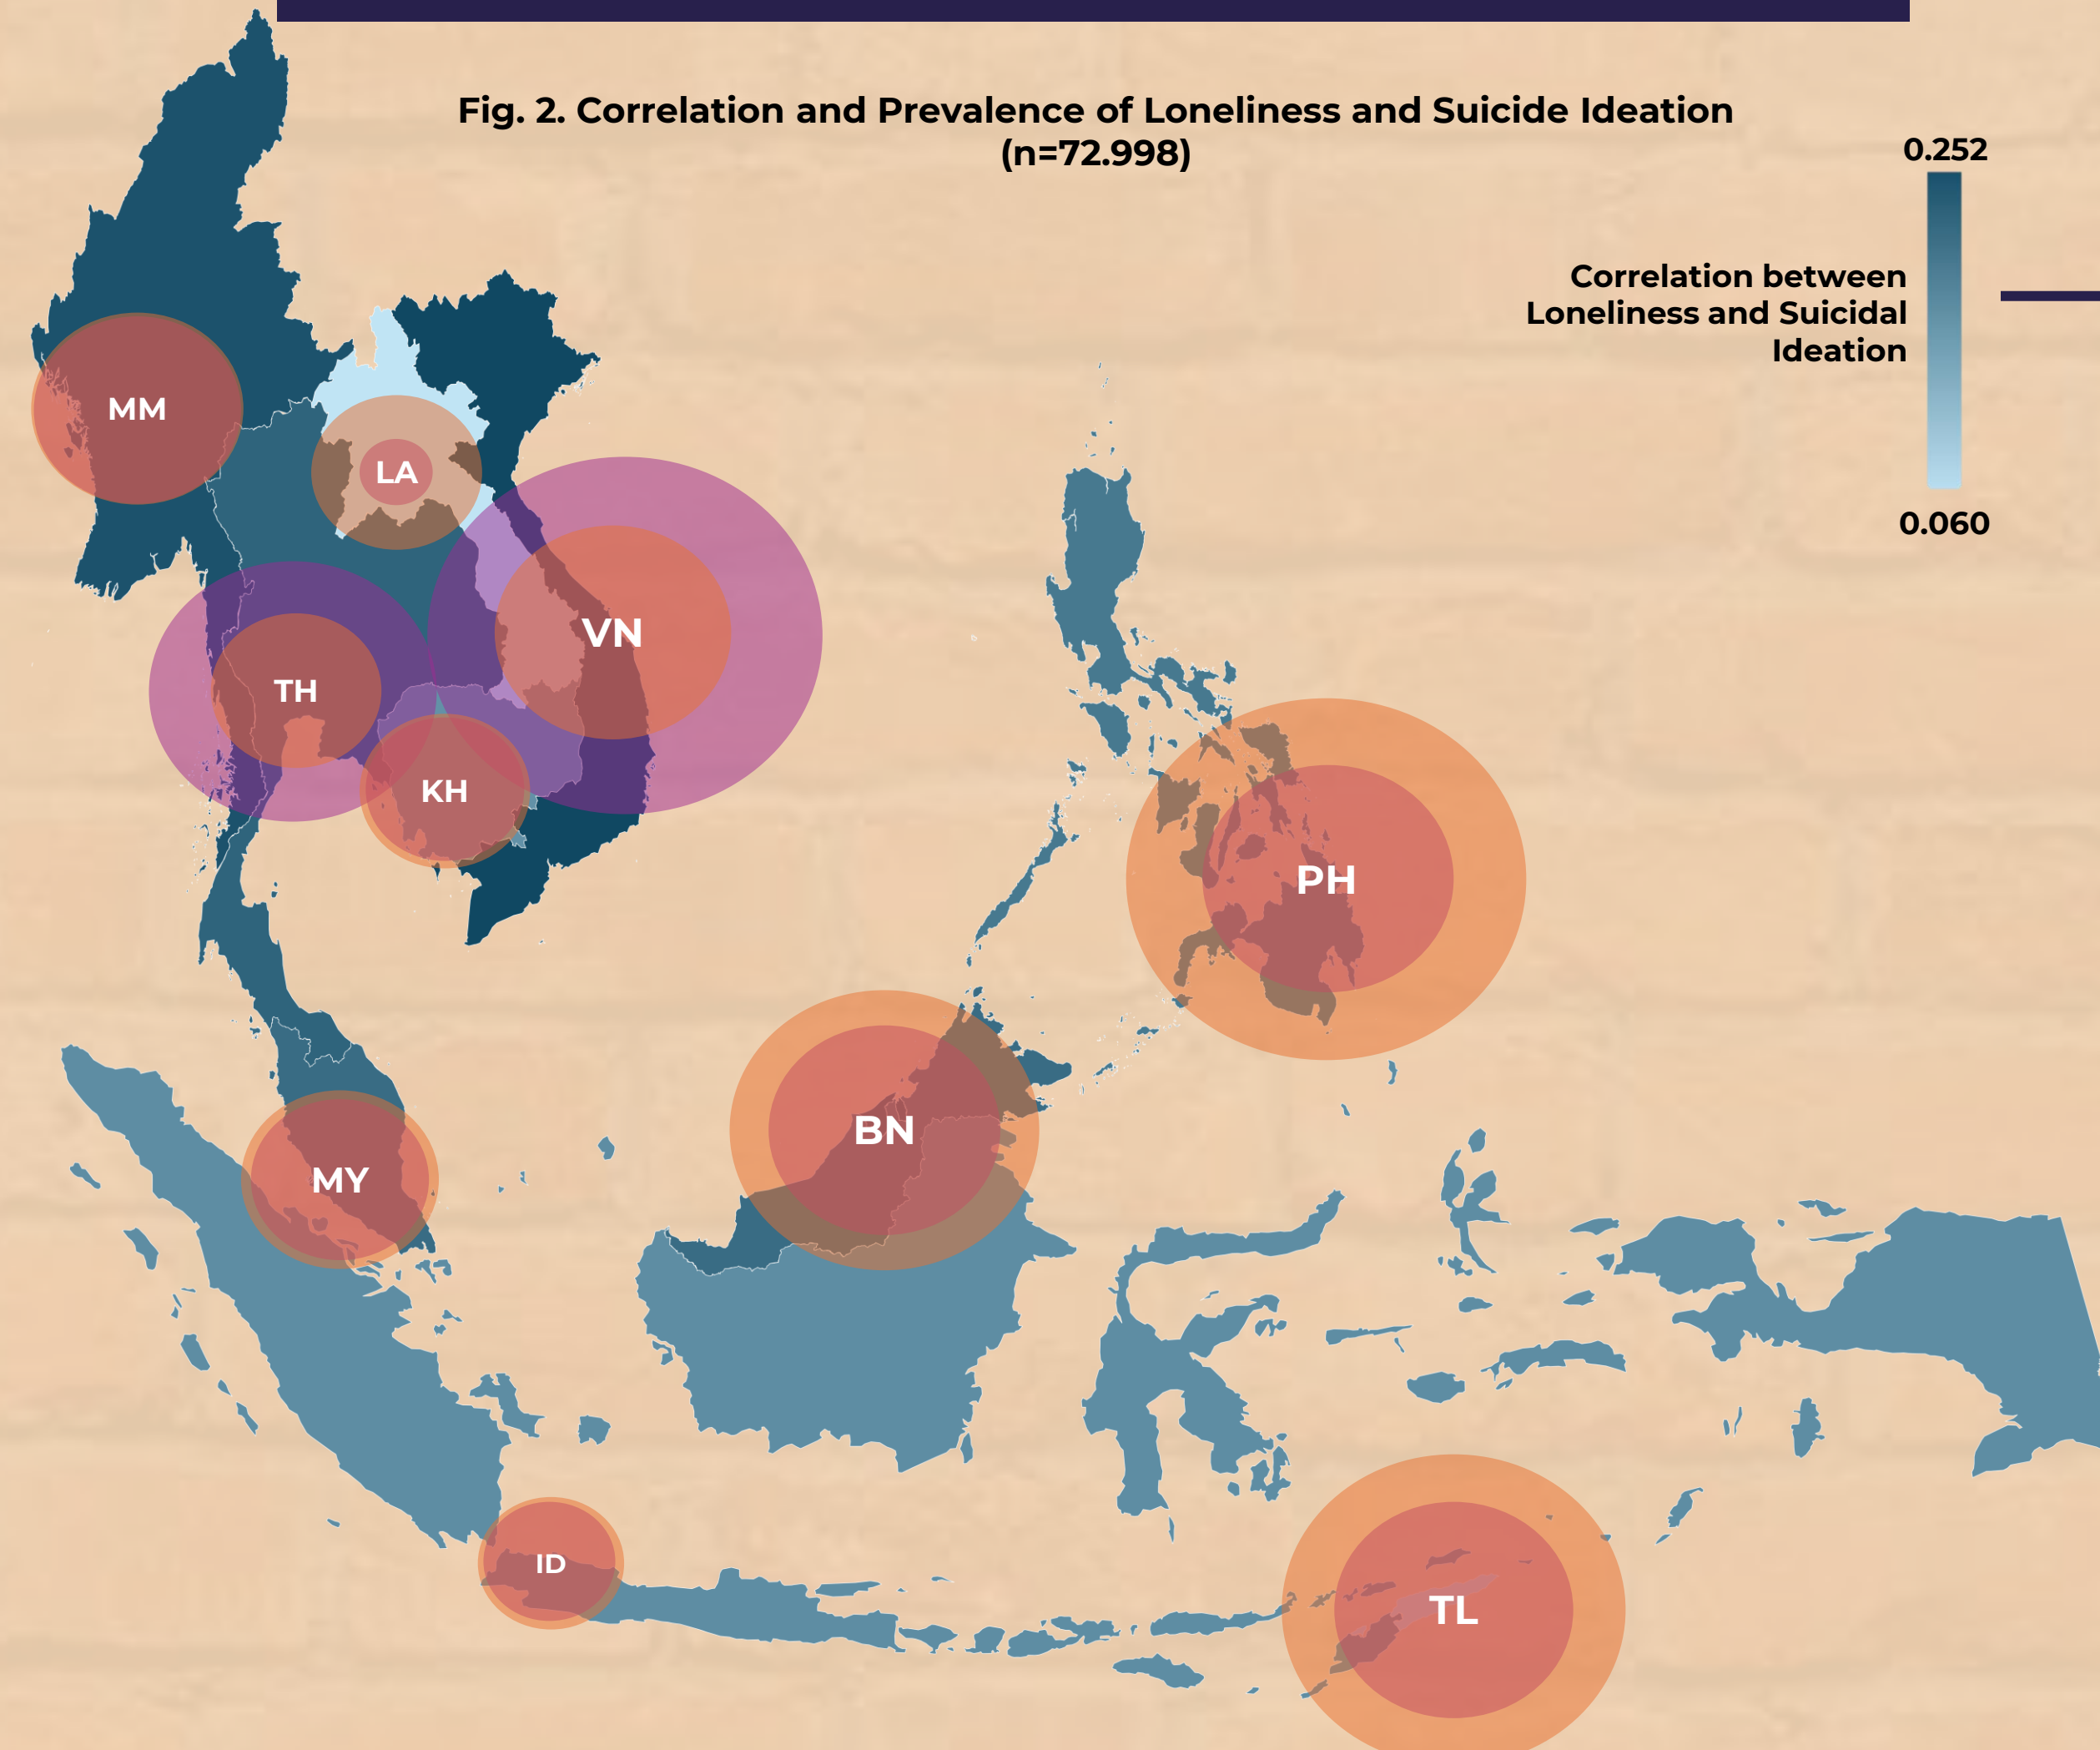 Fig. 2. Correlation and Prevalence of Loneliness and Suicide Ideation
(n=72.998)
0.252
Correlation between
Loneliness and Suicidal
Ideation
0.060
MM
LA
VN
TH
KH
PH
BN
MY
ID
TL